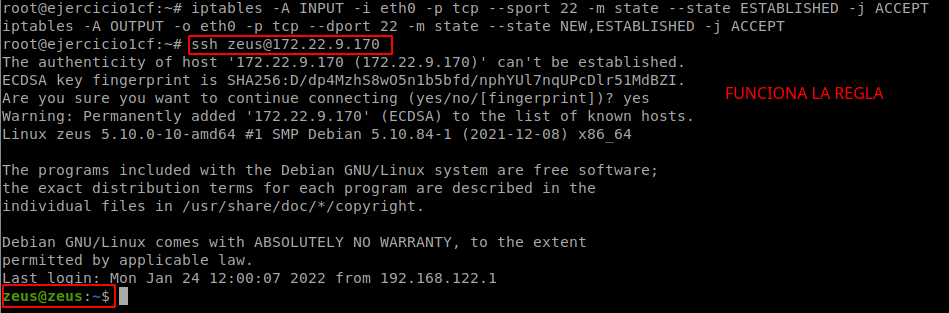 root@ejercicio1cf:~# iptables -A INPUT -i eth0 -p tcp --sport 22 -m state --state ESTABLISHED -j ACCEPT
iptables -A OUTPUT -o eth0 -p tcp --dport 22 -m state --state NEW,ESTABLISHED -j ACCEPT
root@ejercicio1cf:~# ssh zeus@172.22.9.170
The authenticity of host '172.22.9.170 (172.22.9.170)' can't be established.
ECDSA key fingerprint is SHA256:D/dp4MzhS8wO5n1b5bfd/nphYUl7nqUPcDlr51MdBZI.
Are you sure you want to continue connecting (yes/no/[fingerprint])? yes
FUNCIONA LA REGLA
Warning: Permanently added '172.22.9.170' (ECDSA) to the list of known hosts.
Linux zeus 5.10.0-10-amd64 #1 SMP Debian 5.10.84-1 (2021-12-08) x86_64
The programs included with the Debian GNU/Linux system are free software;
the exact distribution terms for each program are described in the
individual files in /usr/share/doc/*/copyright.
Debian GNU/Linux comes with ABSOLUTELY NO WARRANTY, to the extent
permitted by applicable law.
Last login: Mon Jan 24 12:00:07 2022 from 192.168.122.1
zeus@zeus:~$